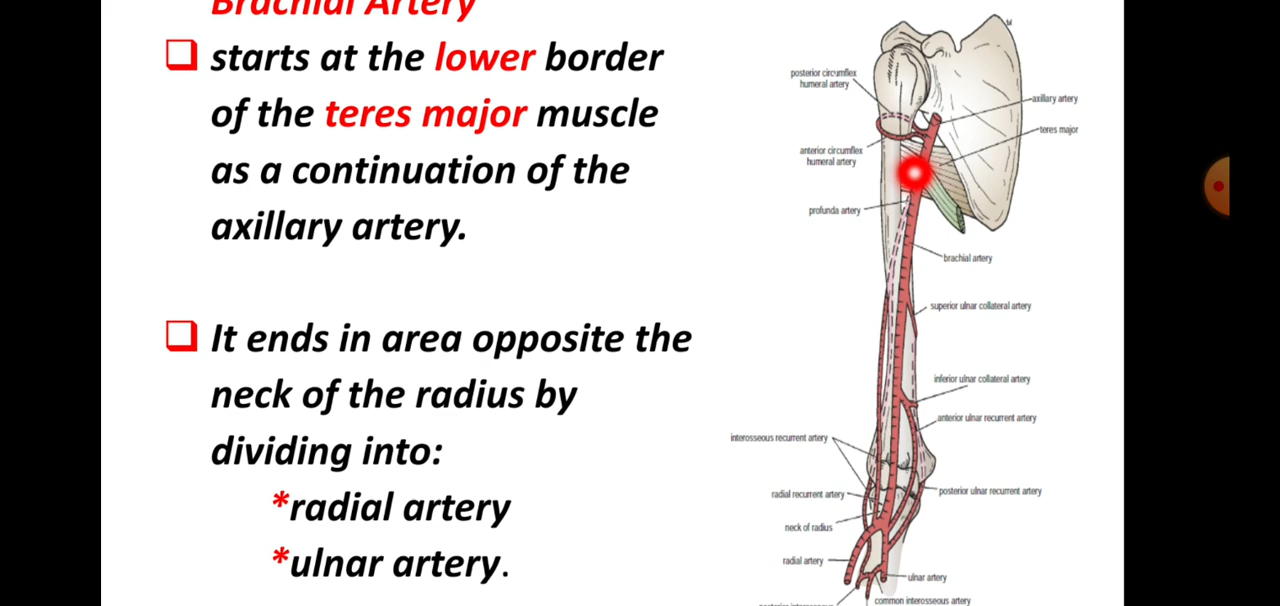 Brachial Artery
starts at the lower border
of the teres major muscle
as a continuation of the
axillary artery.
It ends in area opposite the
neck of the radius by
dividing into:
*radial artery
*ulnar artery.
posterior circumflex
humeral artery
axillary artery
teres major
anterior circumflex
humeral artery
profunda artery
brachial artery
superior ulnar collateral artery
inferior ulnar collateral artery
anterior ulnar recurrent artery
interosseous recurrent artery
radial recurrent artery
posterior ulnar recurrent artery
neck of radius
radial artery
ulnar artery
common interosseous artery